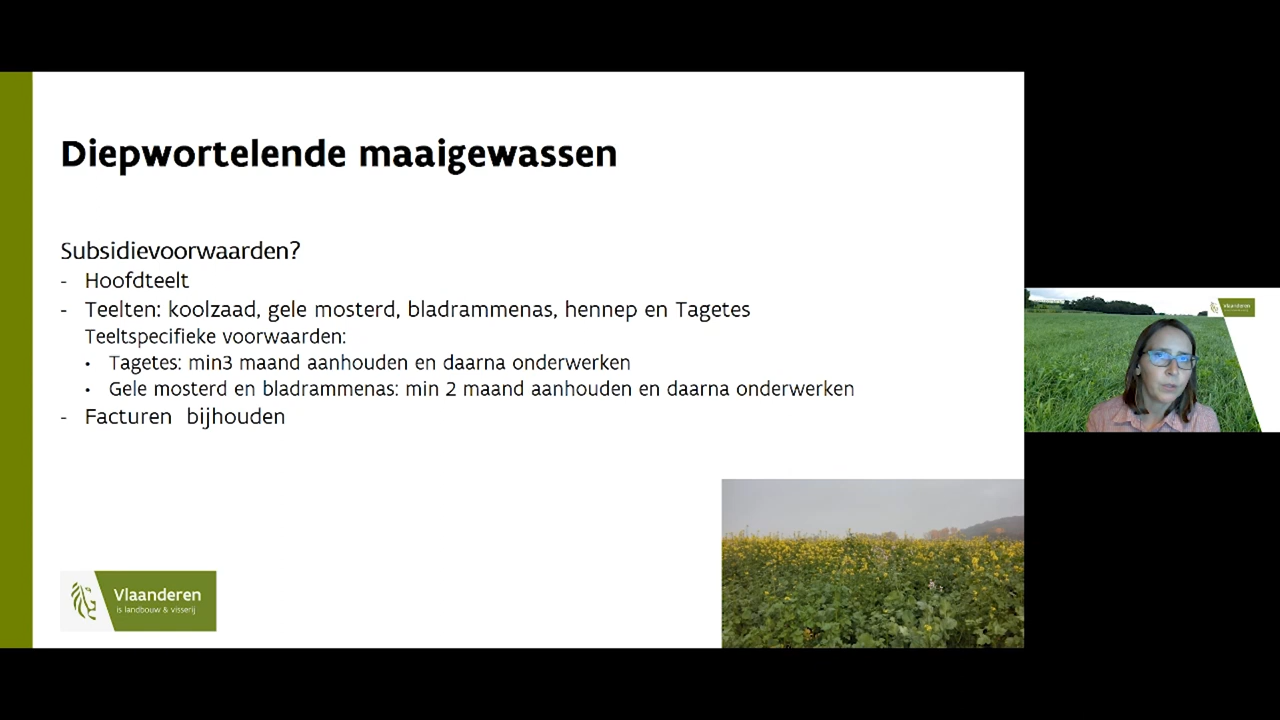 Diepwortelende maaigewassen
Subsidievoorwaarden?
- Hoofdteelt
- Teelten: koolzaad, gele mosterd, bladrammenas, hennep en Tagetes
Teeltspecifieke voorwaarden:
• Tagetes: min3 maand aanhouden en daarna onderwerken
• Gele mosterd en bladrammenas: min 2 maand aanhouden en daarna onderwerken
- Facturen bijhouden
Vlaanderen
is landbouw & visserij
Vlaanderen